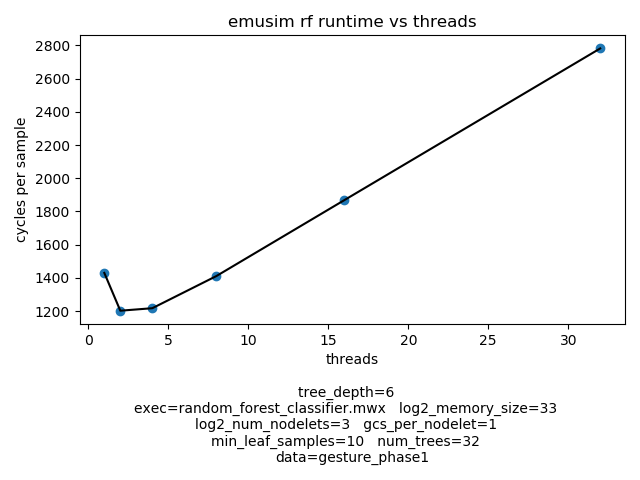 emusim rf runtime vs threads
2800
2600
2400
2200
2000
1800
1600
1400
1200
cycles per sample
0 5 10 15 20 25 30
threads
tree_depth=6
exec=random_forest_classifier.mwx log2_memory_size=33
log2_num_nodelets=3 gcs_per_nodelet=1
min_leaf_samples=10 num_trees=32
data=gesture_phase1